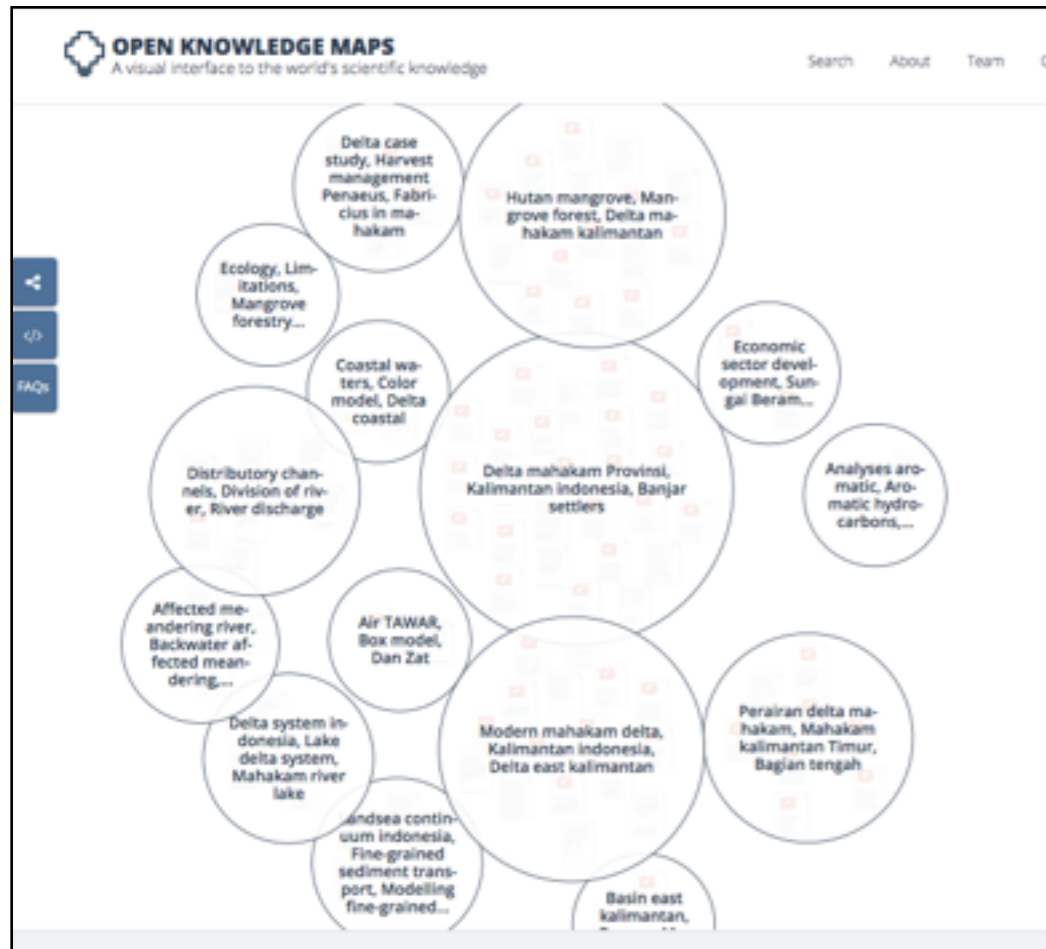 OPEN KNOWLEDGE MAPS
A visual interface to the world's scientific knowledge
Search About Team
Delta case
study, Harvest
management
Penaeus, Fabri-
cius in ma-
hakam
Hutan mangrove, Man-
grove forest, Delta ma-
hakam kalimantan
Ecology, Lim-
itations,
Mangrove
forestry...
Coastal wa-
ters, Color
model, Delta
coastal
Economic
sector devel-
opment, Sun-
gai Beram...
</>
FAQs
Distributory chan-
nels, Division of riv-
er, River discharge
Delta mahakam Provinsi,
Kalimantan indonesia, Banjar
settlers
Analyses aro-
matic, Aro-
matic hydro-
carbons,...
Affected me-
andering river,
Backwater af-
fected mean-
dering,...
Air TAWAR,
Box model,
Dan Zat
Delta system in-
donesia, Lake
delta system,
Mahakam river
lake
Modern mahakam delta,
Kalimantan indonesia,
Delta east kalimantan
Perairan delta ma-
hakam, Mahakam
kalimantan Timur,
Bagian tengah
andsea contin-
uum indonesia,
Fine-grained
sediment trans-
port, Modelling
fine-grained...
Basin east
kalimantan,